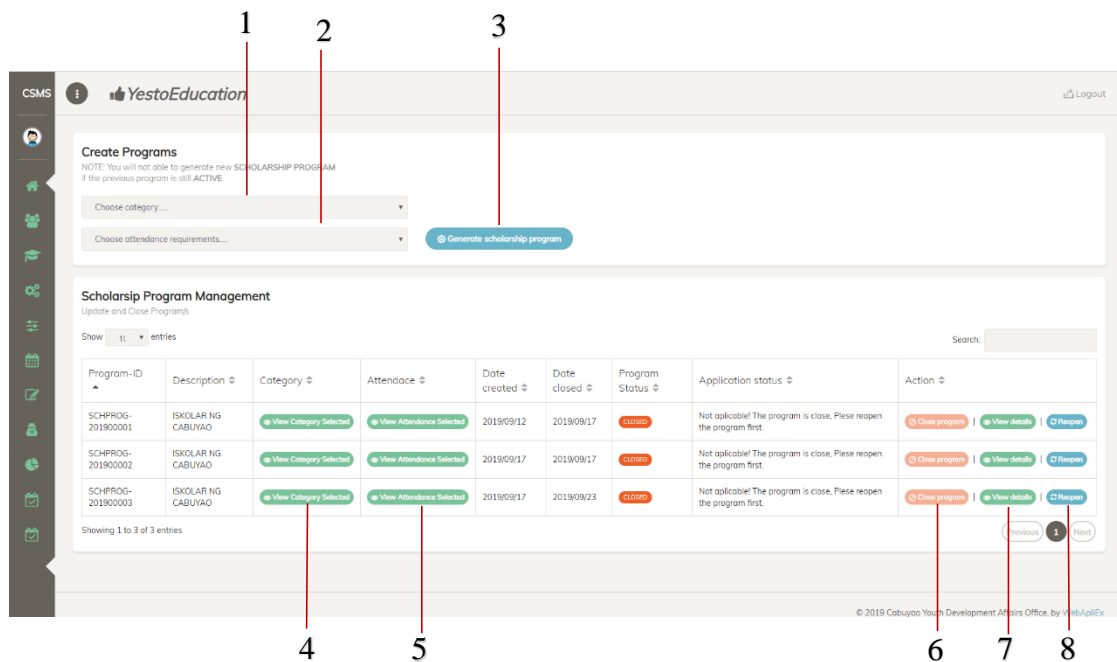 1 2 3
CSMS YestoEducation Logout
Create Programs
NOTE: You will not able to generate new SCHOLARSHIP PROGRAM
if the previous program is still ACTIVE.
Choose category.....
Choose attendance requirements..... Generate scholarship program
Scholarsip Program Management
Update and Close Program/s
Show 1( entries Search:
Program-ID Description Category Attendace Date created Date closed Program Status Application status Action
SCHPROG-201900001 ISKOLAR NG CABUYAO View Category Selected View Attendance Selected 2019/09/12 2019/09/17 CLOSED Not aplicable! The program is close, Plese reopen the program first. Close program | View details | Reopen
SCHPROG-201900002 ISKOLAR NG CABUYAO View Category Selected View Attendance Selected 2019/09/17 2019/09/17 CLOSED Not aplicable! The program is close, Plese reopen the program first. Close program | View details | Reopen
SCHPROG-201900003 ISKOLAR NG CABUYAO View Category Selected View Attendance Selected 2019/09/17 2019/09/23 CLOSED Not aplicable! The program is close, Plese reopen the program first. Close program | View details | Reopen
Showing 1 to 3 of 3 entries Previous 1 Next
© 2019 Cabuyao Youth Development Affairs Office, by WebApliEx
4 5 6 7 8